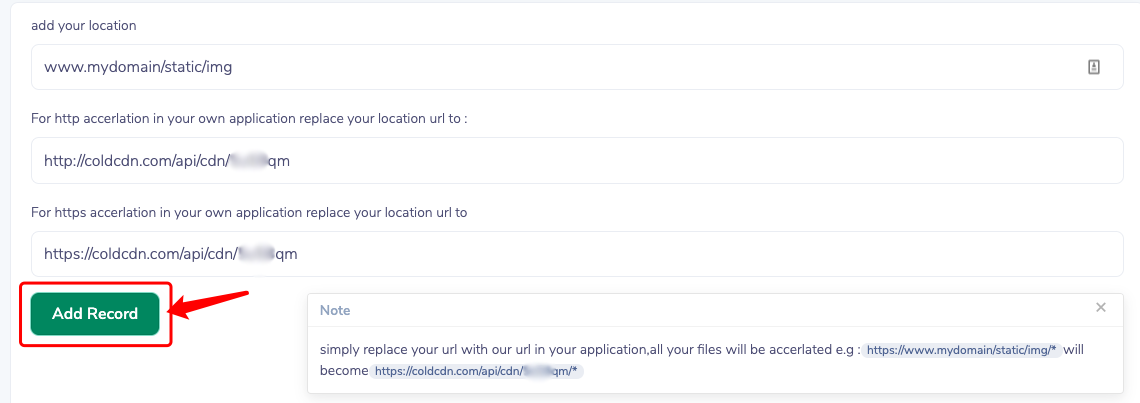 add your location
www.mydomain/static/img
For http accerlation in your own application replace your location url to :
http://coldcdn.com/api/cdn/ qm
For https accerlation in your own application replace your location url to
https://coldcdn.com/api/cdn/ qm
Add Record
Note
simply replace your url with our url in your application,all your files will be accerlated e.g : https://www.mydomain/static/img/* will
become https://coldcdn.com/api/cdn/ qm/*